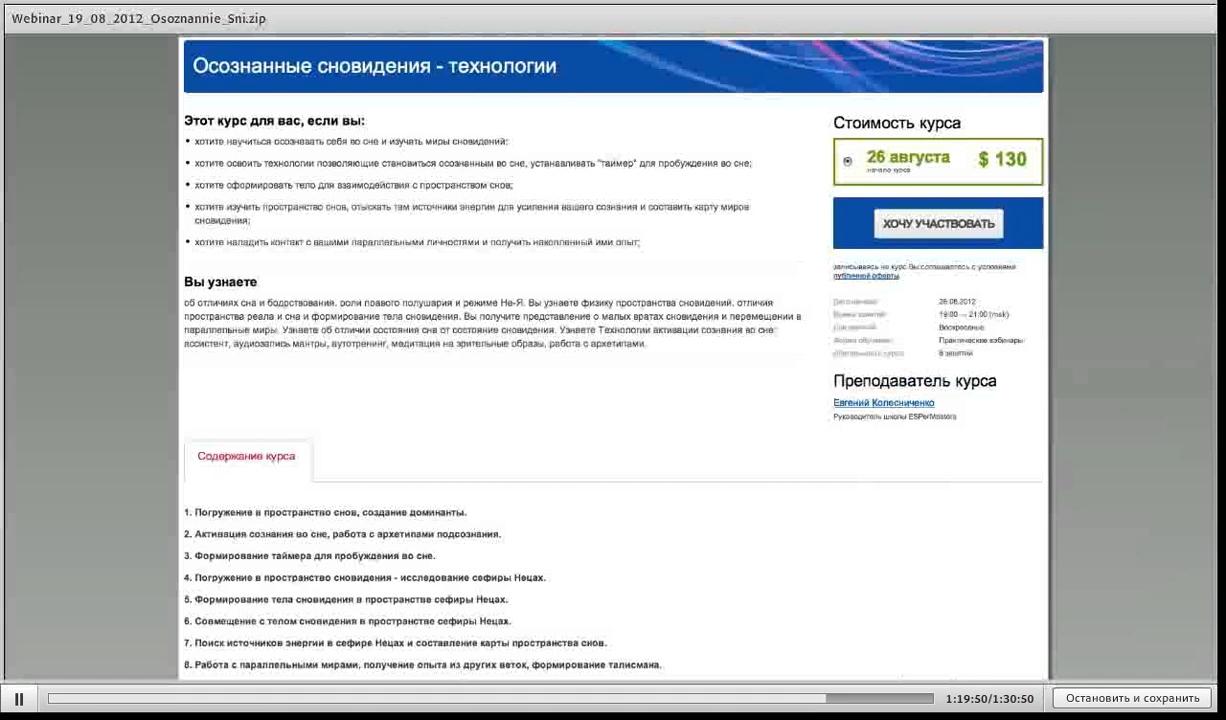 Webinar_19_08_2012_Osoznannie_Sni.zip
Осознанные сновидения - технологии
Этот курс для вас, если вы:
• хотите научиться осознавать себя во сне и изучать миры сновидений;
• хотите освоить технологии позволяющие становиться осознанным во сне, устанавливать "таймер" для пробуждения во сне;
• хотите сформировать тело для взаимодействия с пространством снов;
• хотите изучить пространство снов, отыскать там источники энергии для усиления вашего сознания и составить карту миров
сновидения;
• хотите наладить контакт с вашими параллельными личностями и получить накопленный ими опыт;
Вы узнаете
об отличиях сна и бодрствования, роли правого полушария и режиме Не-Я. Вы узнаете физику пространства сновидений, отличия
пространства реала и сна и формирование тела сновидения. Вы получите представление о малых вратах сновидения и перемещении в
параллельные миры. Узнаете об отличии состояния сна от состояние сновидения. Узнаете Технологии активации сознания во сне:
ассистент, аудиозапись мантры, аутотренинг, медитация на зрительные образы, работа с архетипами.
Стоимость курса
26 августа $ 130
начало курса
ХОЧУ УЧАСТВОВАТЬ
записываясь на курс Вы соглашаетесь с условиями
публичной оферты
26.08.2012
19:00 — 21:00 (msk)
Воскресенье
Практические вебинары
8 занятий
Преподаватель курса
Евгений Колесниченко
Руководитель школы ESPerMasters
Содержание курса
1. Погружение в пространство снов, создание доминанты.
2. Активация сознания во сне, работа с архетипами подсознания.
3. Формирование таймера для пробуждения во сне.
4. Погружение в пространство сновидения - исследование сефиры Нецах.
5. Формирование тела сновидения в пространстве сефиры Нецах.
6. Совмещение с телом сновидения в пространстве сефиры Нецах.
7. Поиск источников энергии в сефире Нецах и составление карты пространства снов.
8. Работа с параллельными мирами, получение опыта из других веток, формирование талисмана.
1:19:50/1:30:50
Остановить и сохранить